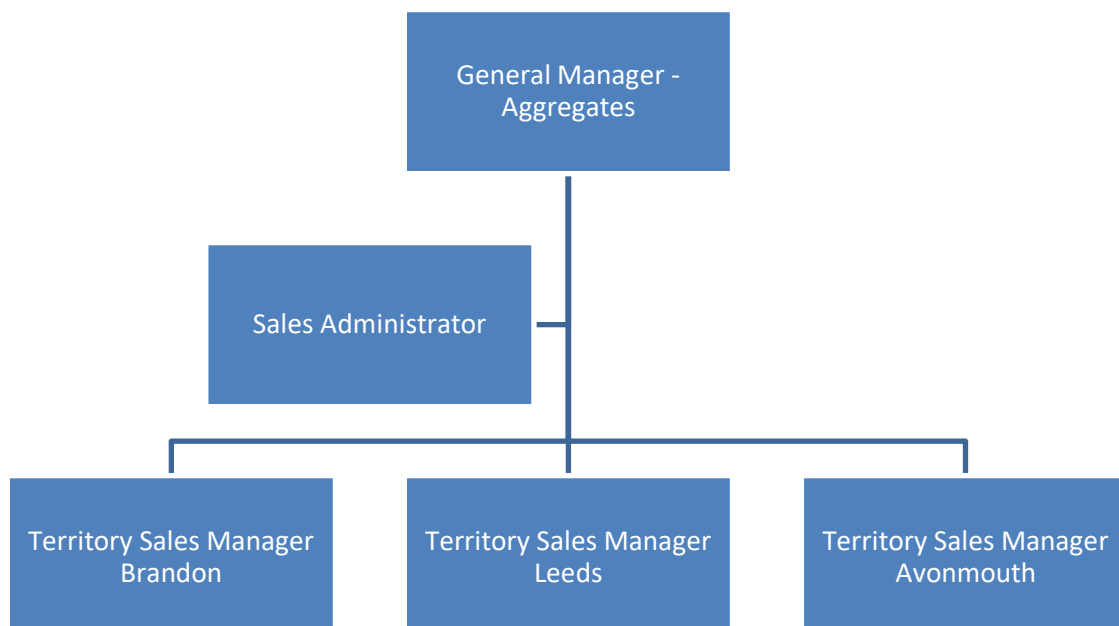 General Manager -
Aggregates
Sales Administrator
Territory Sales Manager
Brandon
Territory Sales Manager
Leeds
Territory Sales Manager
Avonmouth